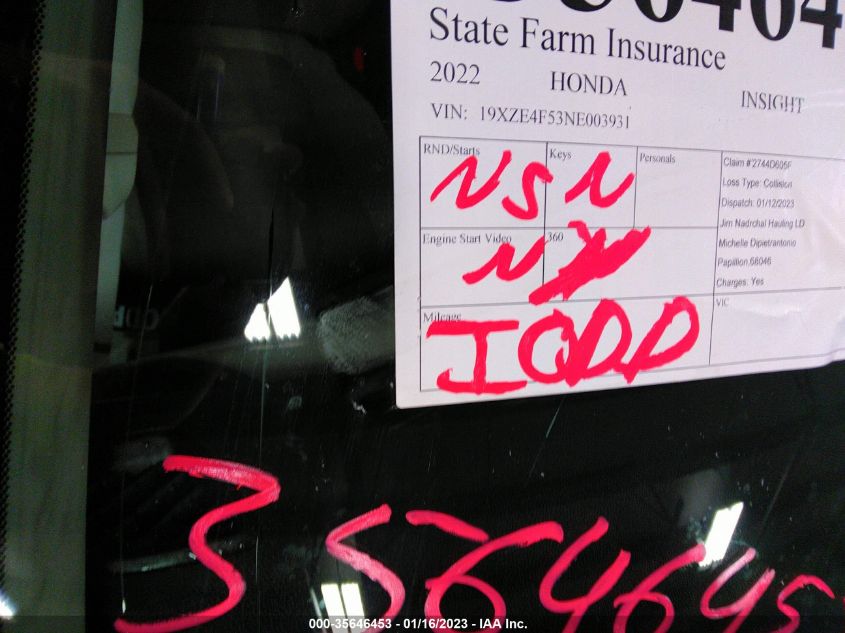 State Farm Insurance
2022 HONDA INSIGHT
VIN: 19XZE4F53NE003931
RND/Starts Keys Personals
NS N
Engine Start Video 360
N
Mileage
IODD
Claim #:2744D605F
Loss Type: Collision
Dispatch: 01/12/2023
Jim Nadrchal Hauling LD
Michelle Dipietrantonio
Papillion,68046
Charges: Yes
VIC
3564645
000-35646453 - 01/16/2023 - IAA Inc.